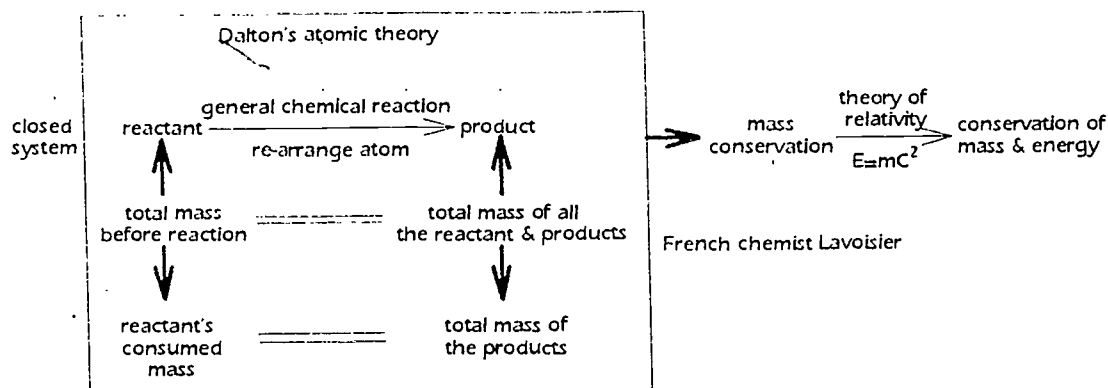 Dalton's atomic theory
closed
system
reactant
general chemical reaction
re-arrange atom
product
mass
conservation
theory of
relativity
E=mC²
conservation of
mass & energy
total mass
before reaction
total mass of all
the reactant & products
French chemist Lavoisier
reactant's
consumed
mass
total mass of
the products